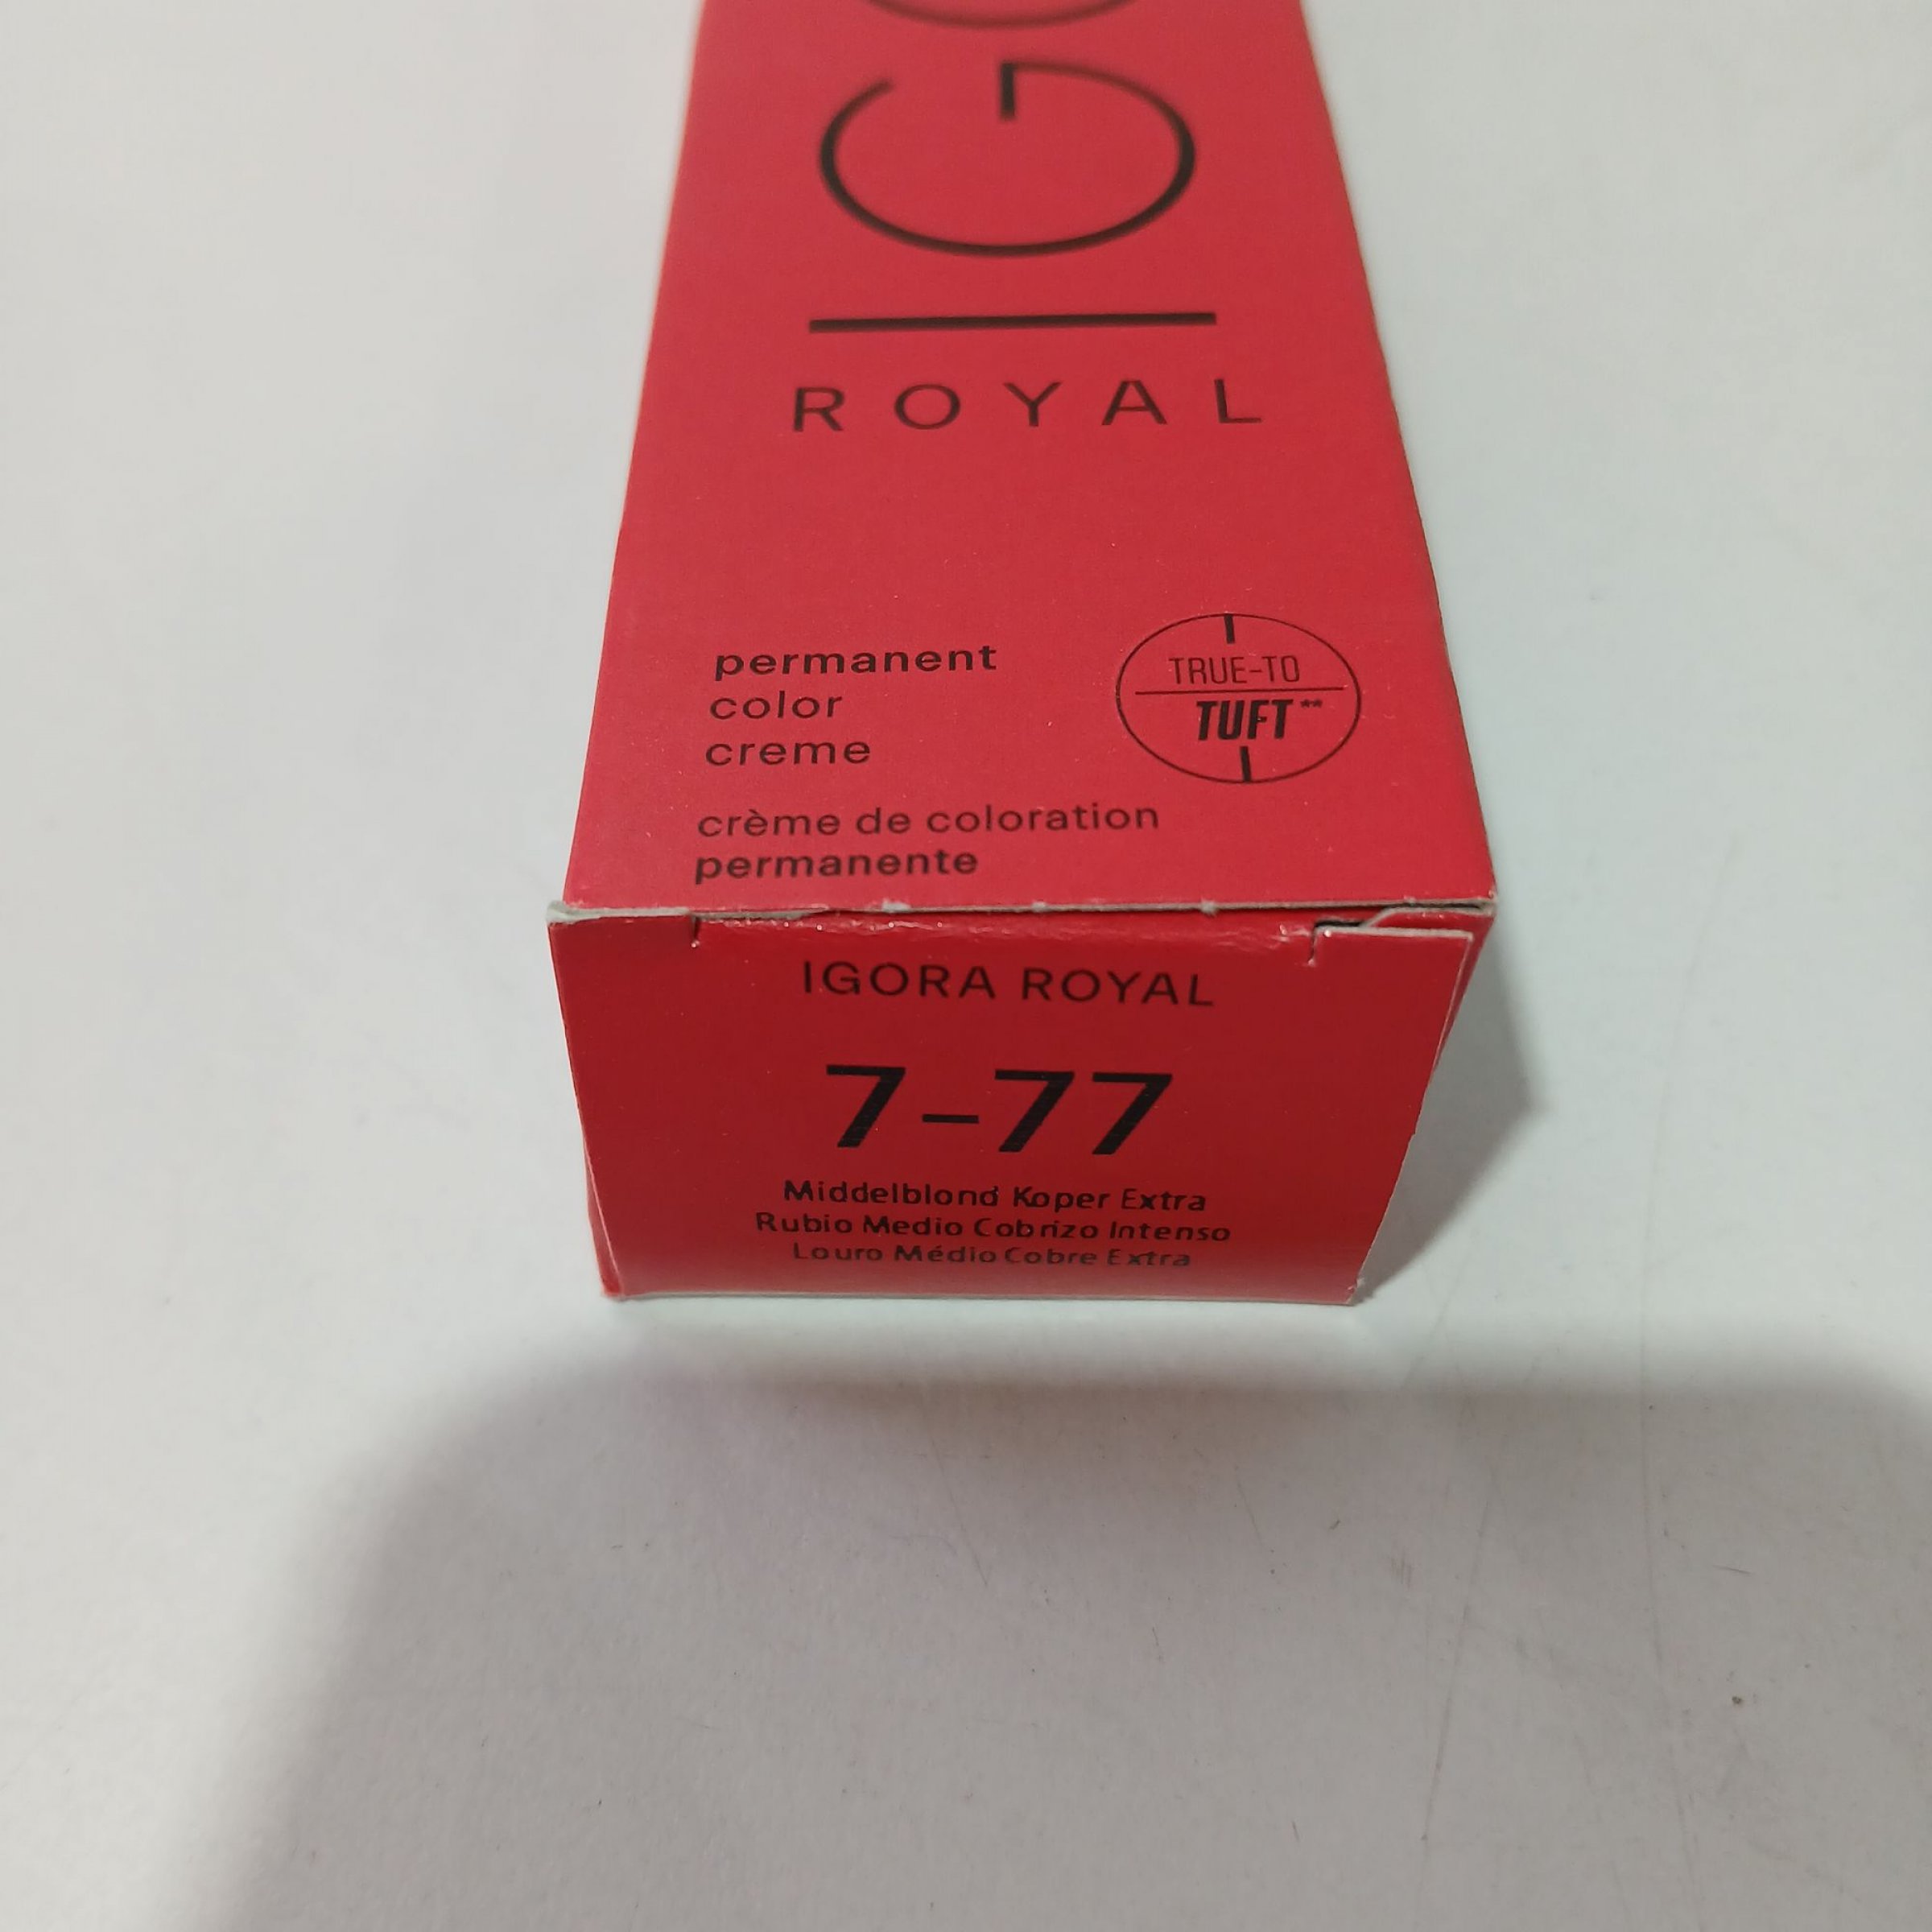 IGO
ROYAL
permanent
color
creme
TRUE-TO
TUFT**
crème de coloration
permanente
IGORA ROYAL
7-77
Middelblond Koper Extra
Rubio Medio Cobrizo Intenso
Louro Médio Cobre Extra